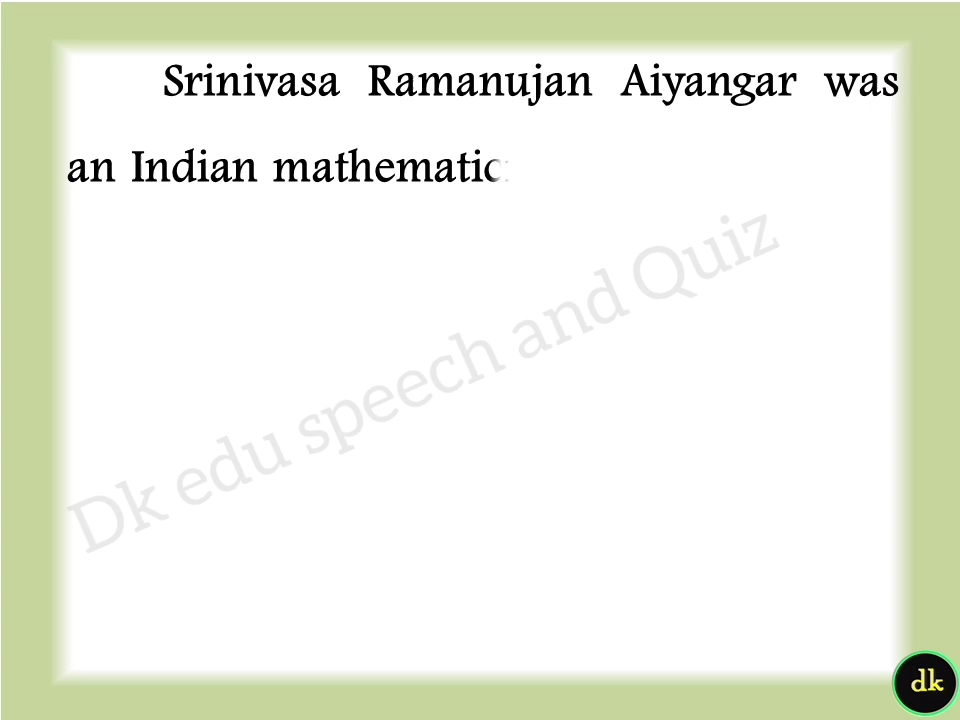 Srinivasa Ramanujan Aiyangar was
an Indian mathematic
Dk edu speech and Quiz
dk